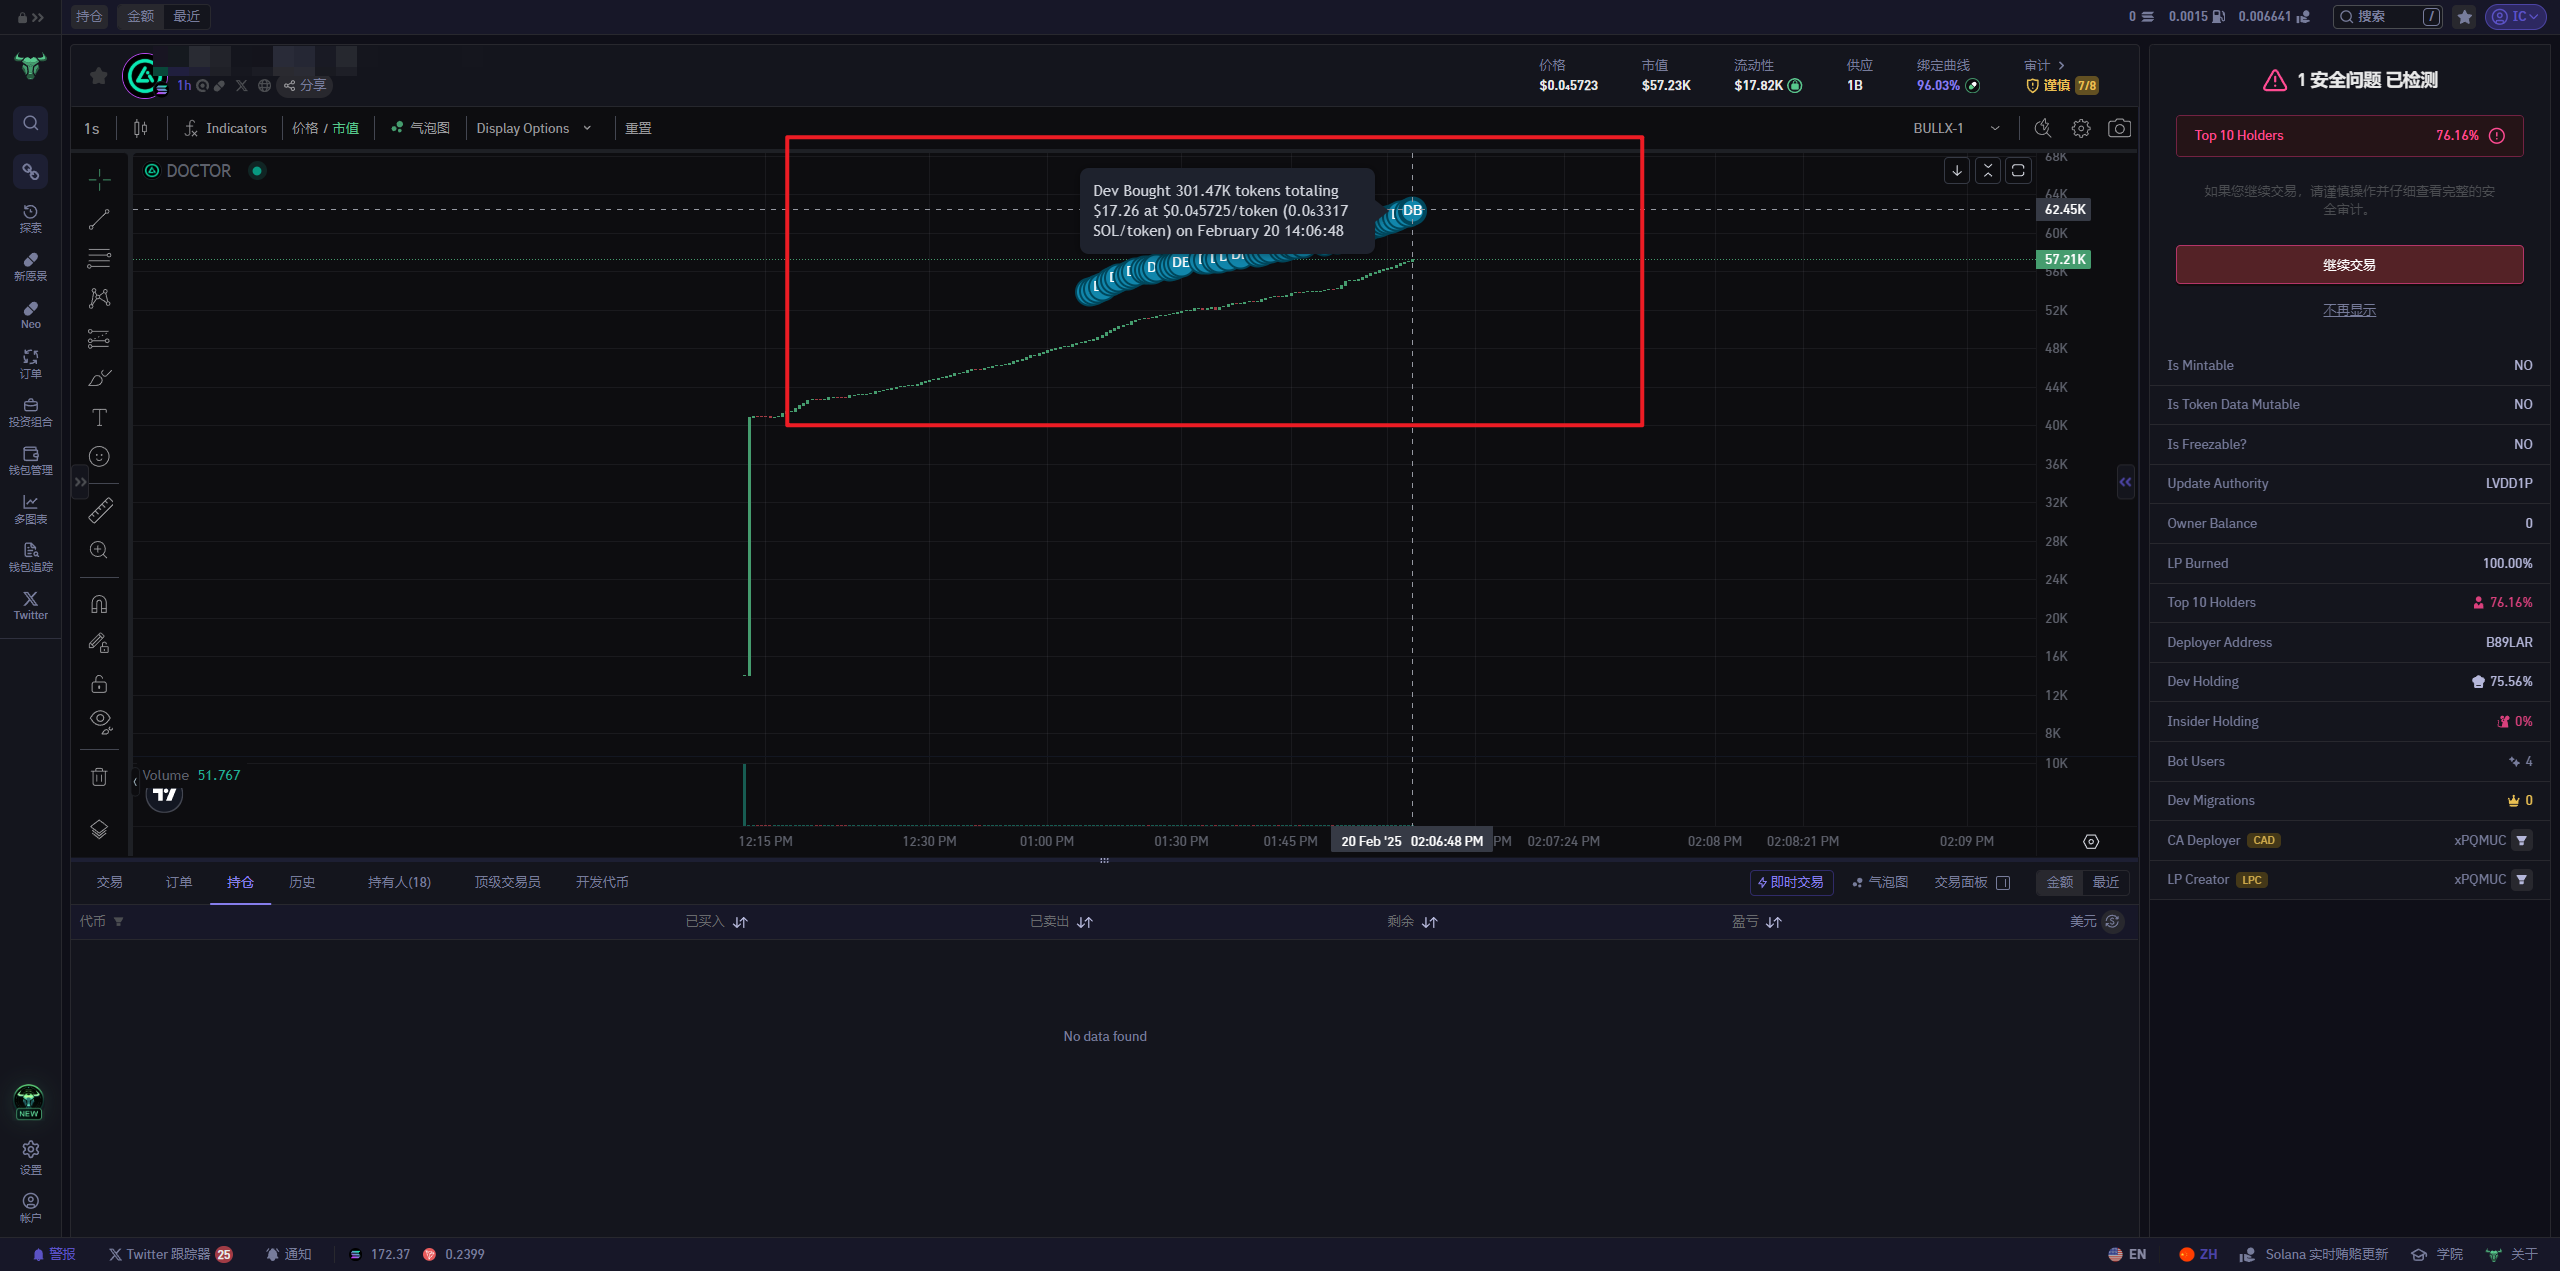 持仓 金额 最近 0 0.0015 0.006641 搜索 / IC
1h 分享
价格 市值 流动性 供应 绑定曲线 审计
$0.0₄5723 $57.23K $17.82K 1B 96.03% 谨慎 7/8
1s Indicators 价格 / 市值 气泡图 Display Options 重置 BULLX-1
DOCTOR
Dev Bought 301.47K tokens totaling
$17.26 at $0.0₄5725/token (0.0₆3317
SOL/token) on February 20 14:06:48
DB
DE
68K
64K
62.45K
60K
57.21K
56K
52K
48K
44K
40K
36K
32K
28K
24K
20K
16K
12K
8K
10K
Volume 51.767
12:15 PM 12:30 PM 01:00 PM 01:30 PM 01:45 PM 20 Feb '25 02:06:48 PM PM 02:07:24 PM 02:08 PM 02:08:21 PM 02:09 PM
交易 订单 持仓 历史 持有人(18) 顶级交易员 开发代币 即时交易 气泡图 交易面板 金额 最近
代币 已买入 已卖出 剩余 盈亏 美元
No data found
探索
新愿景
Neo
订单
投资组合
钱包管理
多图表
钱包追踪
Twitter
NEW
设置
帐户
1 安全问题 已检测
Top 10 Holders 76.16%
如果您继续交易，请谨慎操作并仔细查看完整的安
全审计。
继续交易
不再显示
Is Mintable NO
Is Token Data Mutable NO
Is Freezable? NO
Update Authority LVDD1P
Owner Balance 0
LP Burned 100.00%
Top 10 Holders 76.16%
Deployer Address B89LAR
Dev Holding 75.56%
Insider Holding 0%
Bot Users 4
Dev Migrations 0
CA Deployer CAD xPQMUC
LP Creator LPC xPQMUC
警报 Twitter 跟踪器 25 通知 172.37 0.2399 EN ZH Solana 实时贿赂更新 学院 关于